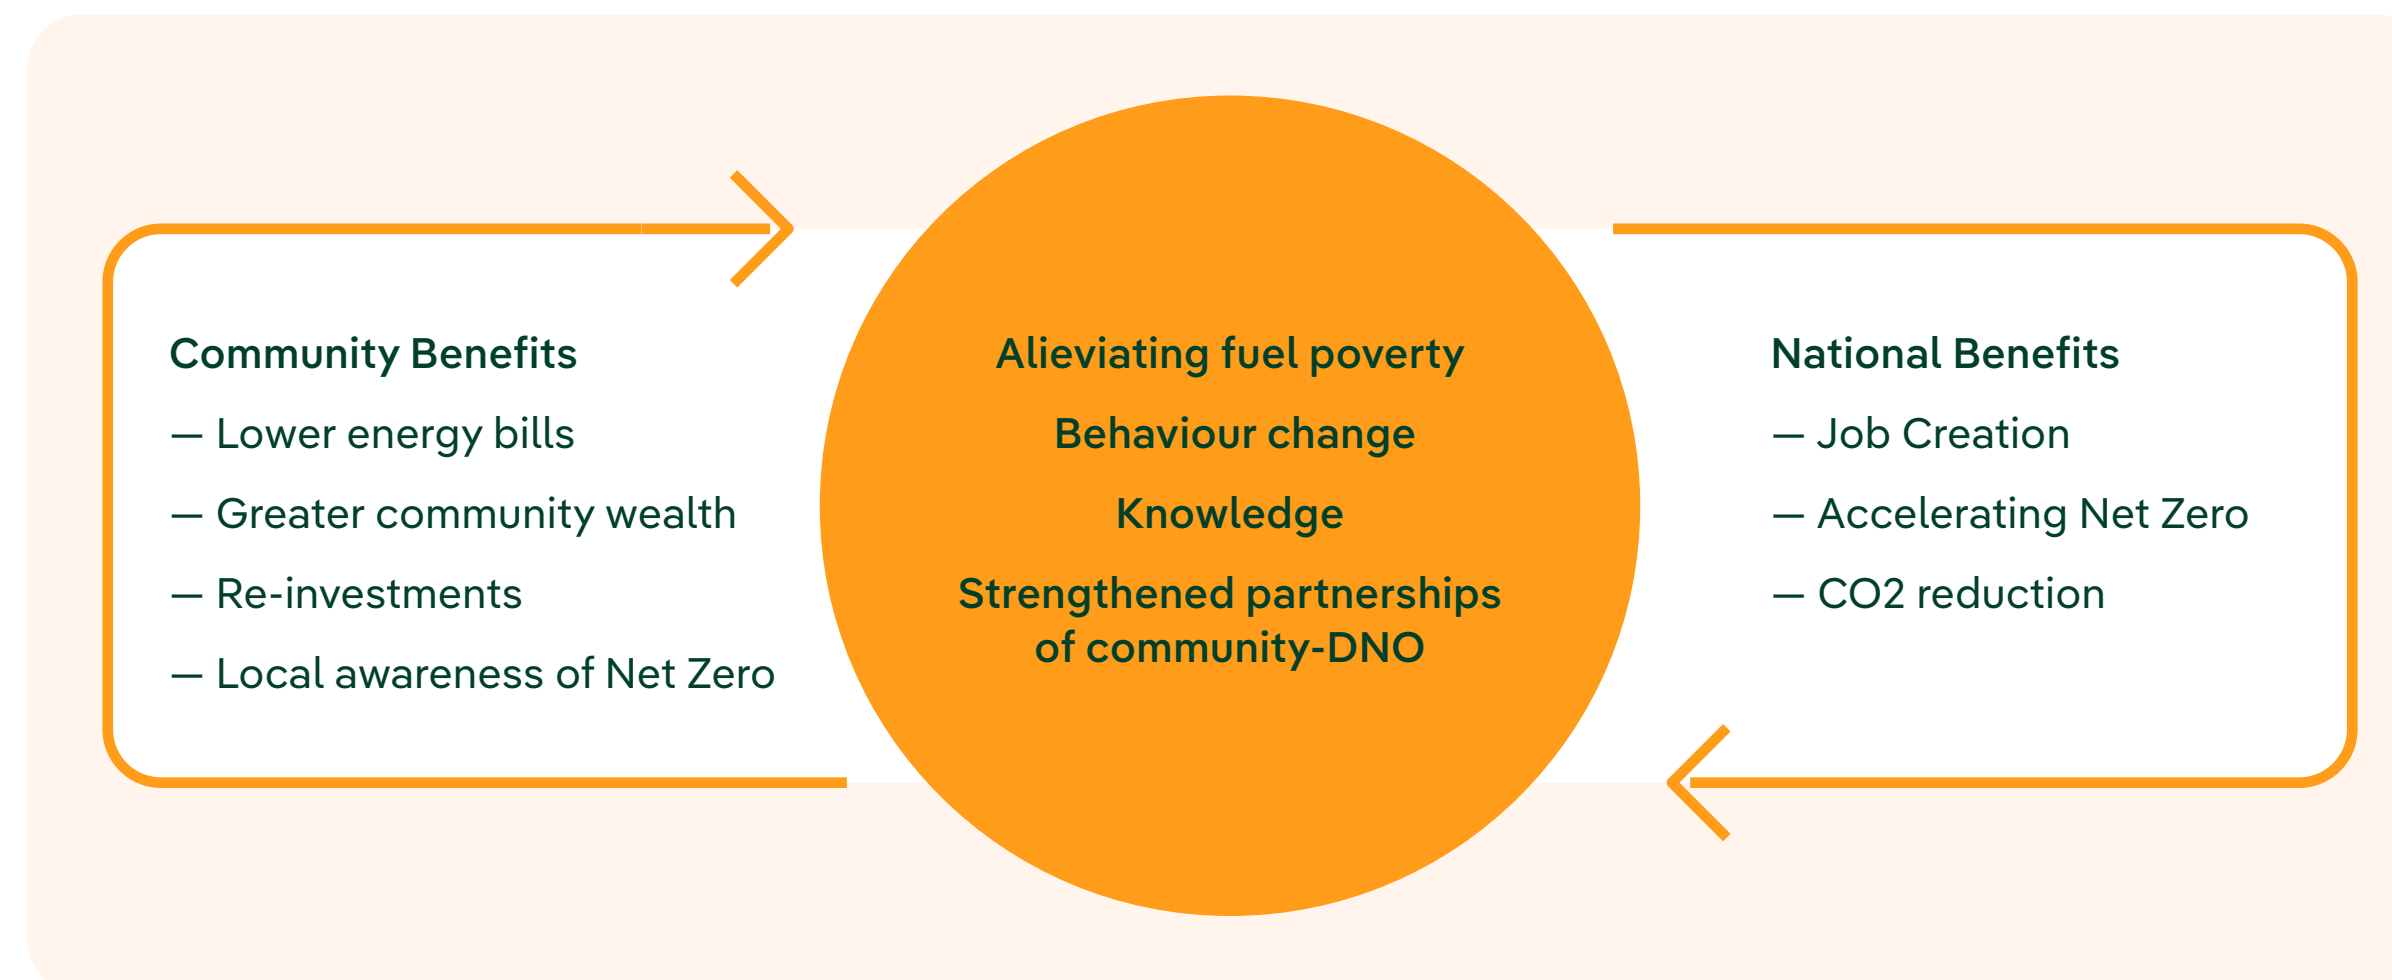 Community Benefits
— Lower energy bills
— Greater community wealth
— Re-investments
— Local awareness of Net Zero
Alieviating fuel poverty
Behaviour change
Knowledge
Strengthened partnerships
of community-DNO
National Benefits
— Job Creation
— Accelerating Net Zero
— CO2 reduction